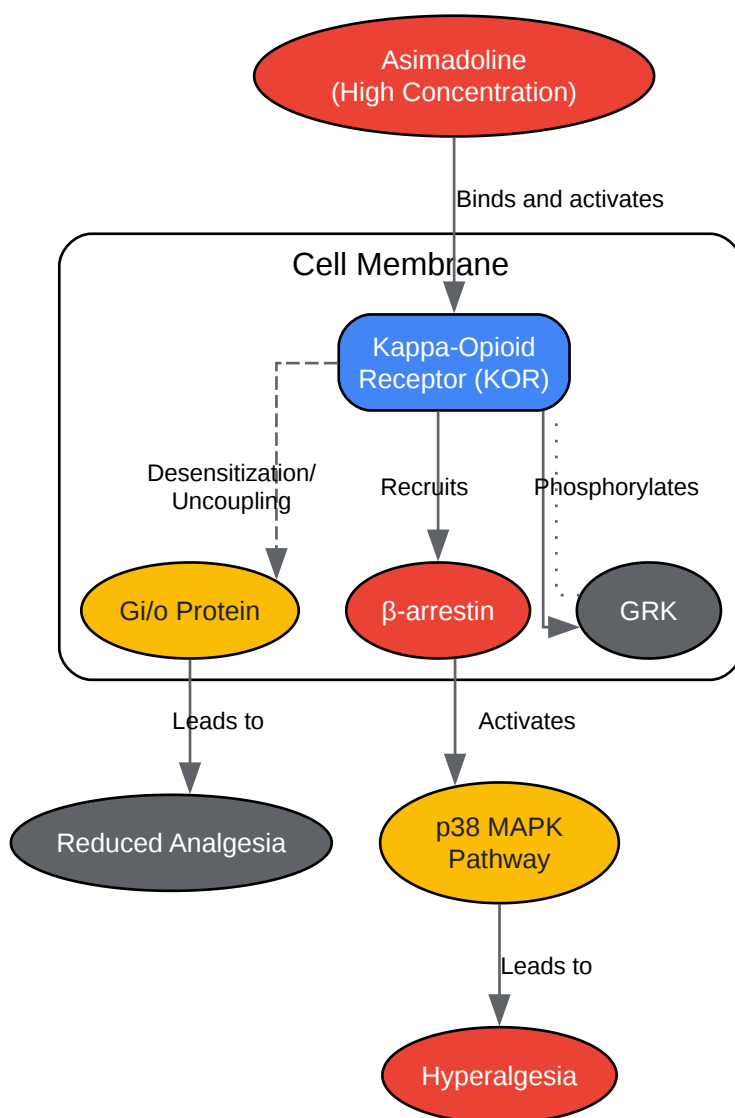 Asimadoline
(High Concentration)
Binds and activates
Cell Membrane
Kappa-Opioid
Receptor (KOR)
Desensitization/
Uncoupling
Recruits
Phosphorylates
Gi/o Protein
β-arrestin
GRK
Leads to
Activates
Reduced Analgesia
p38 MAPK
Pathway
Leads to
Hyperalgesia